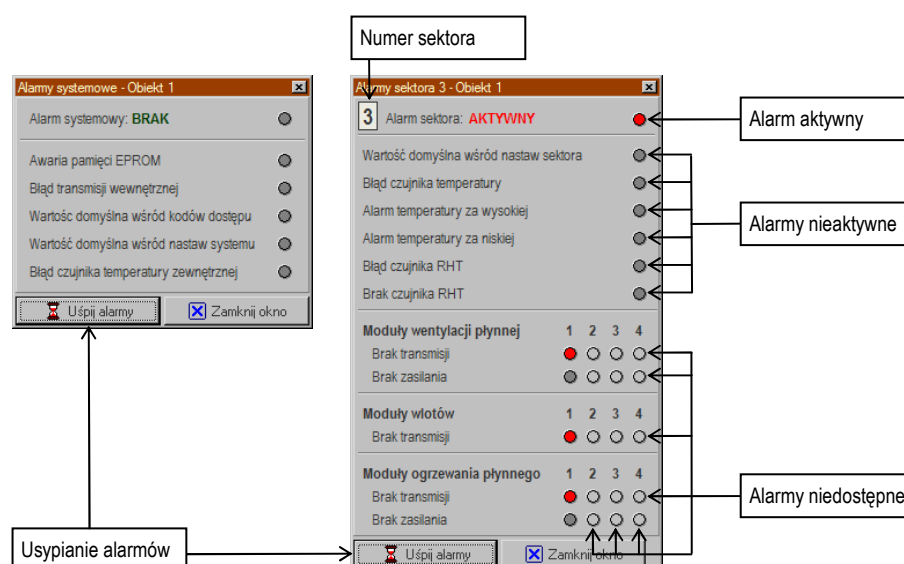 Numer sektora
Alarmy systemowe - Obiekt 1
Alarm systemowy: BRAK
Awaria pamięci EPROM
Błąd transmisji wewnętrznej
Wartośc domyślna wśród kodów dostępu
Wartość domyślna wśród nastaw systemu
Błąd czujnika temperatury zewnętrznej
Uśpij alarmy
Zamknij okno
Alarmy sektora 3 - Obiekt 1
3 Alarm sektora: AKTYWNY
Wartość domyślna wśród nastaw sektora
Błąd czujnika temperatury
Alarm temperatury za wysokiej
Alarm temperatury za niskiej
Błąd czujnika RHT
Brak czujnika RHT
Moduły wentylacji płynnej 1 2 3 4
Brak transmisji
Brak zasilania
Moduły wlotów 1 2 3 4
Brak transmisji
Moduły ogrzewania płynnego 1 2 3 4
Brak transmisji
Brak zasilania
Uśpij alarmy
Zamknij okno
Alarm aktywny
Alarmy nieaktywne
Alarmy niedostępne
Usypianie alarmów